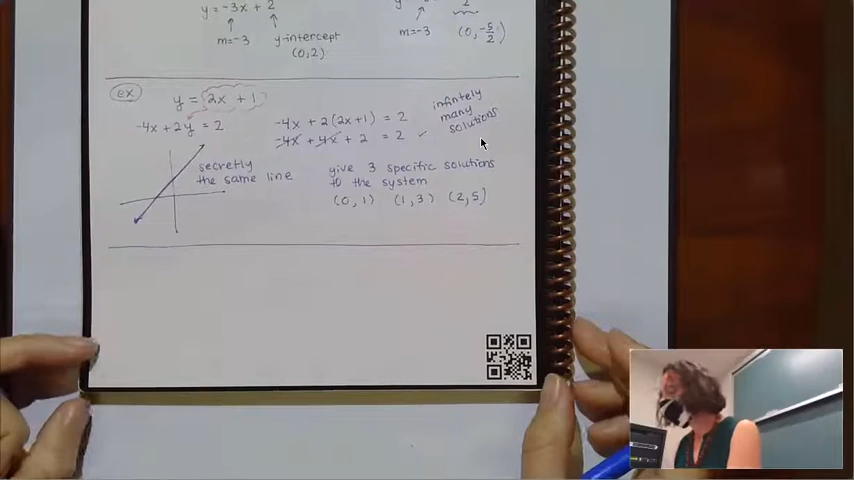 y = -3x + 2
m=-3 y-intercept
(0,2)
m=-3 (0, -5/2)
ex
y = 2x + 1
-4x + 2y = 2
-4x + 2(2x+1) = 2
-4x + 4x + 2 = 2 ✓
infintely
many
solutions
secretly
the same line
give 3 specific solutions
to the system
(0,1) (1,3) (2,5)